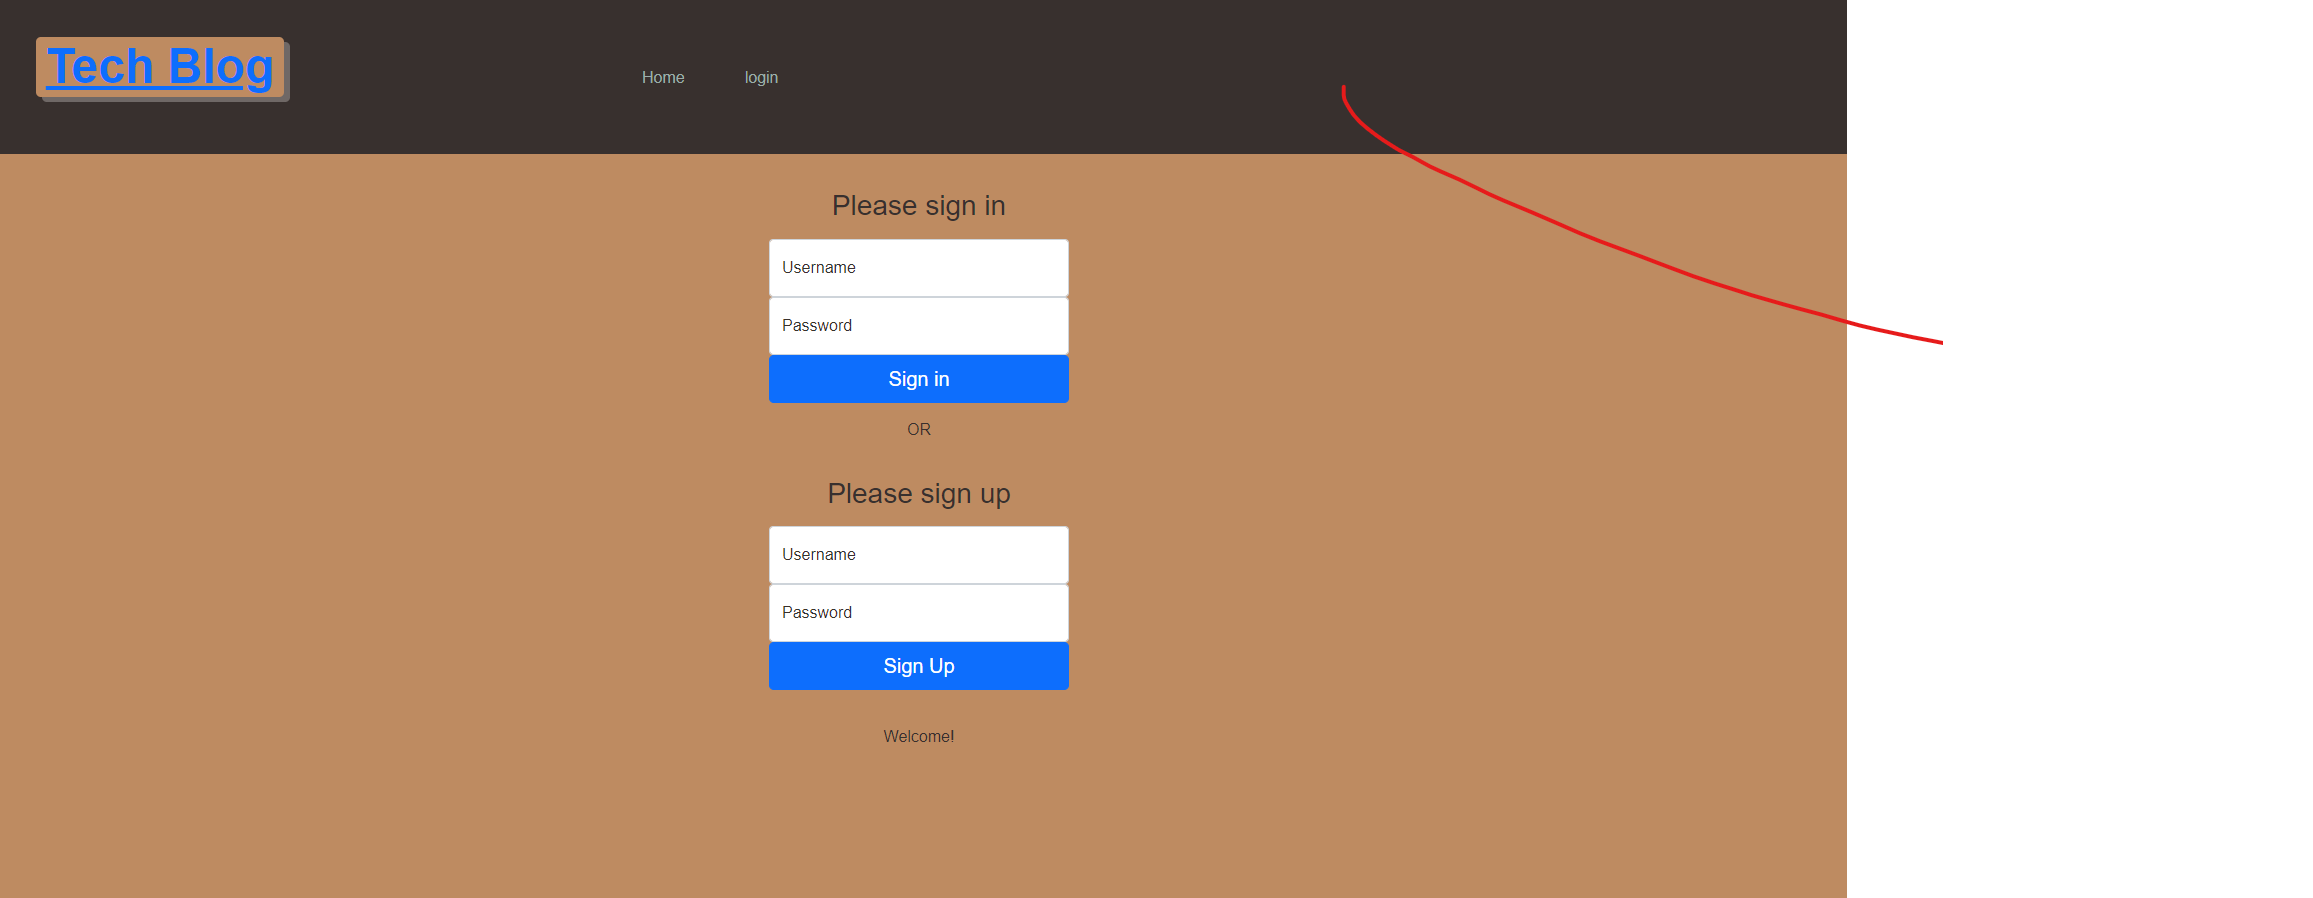 Tech Blog
Home login
Please sign in
Username
Password
Sign in
OR
Please sign up
Username
Password
Sign Up
Welcome!